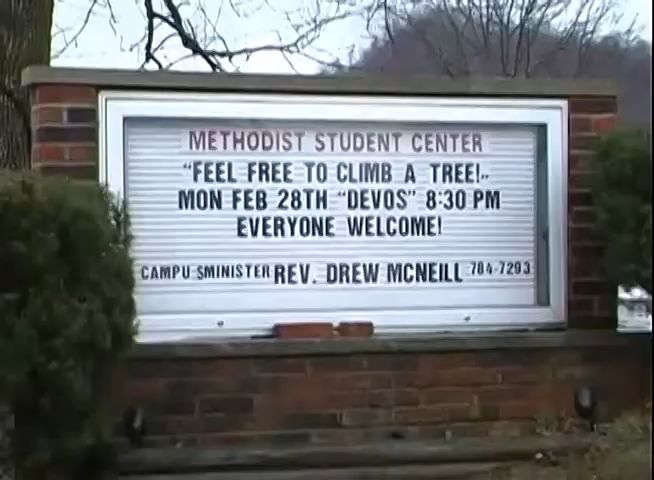 METHODIST STUDENT CENTER
"FEEL FREE TO CLIMB A TREE!"
MON FEB 28TH "DEVOS" 8:30 PM
EVERYONE WELCOME!
CAMPU SMINISTER REV. DREW MCNEILL 784-7293